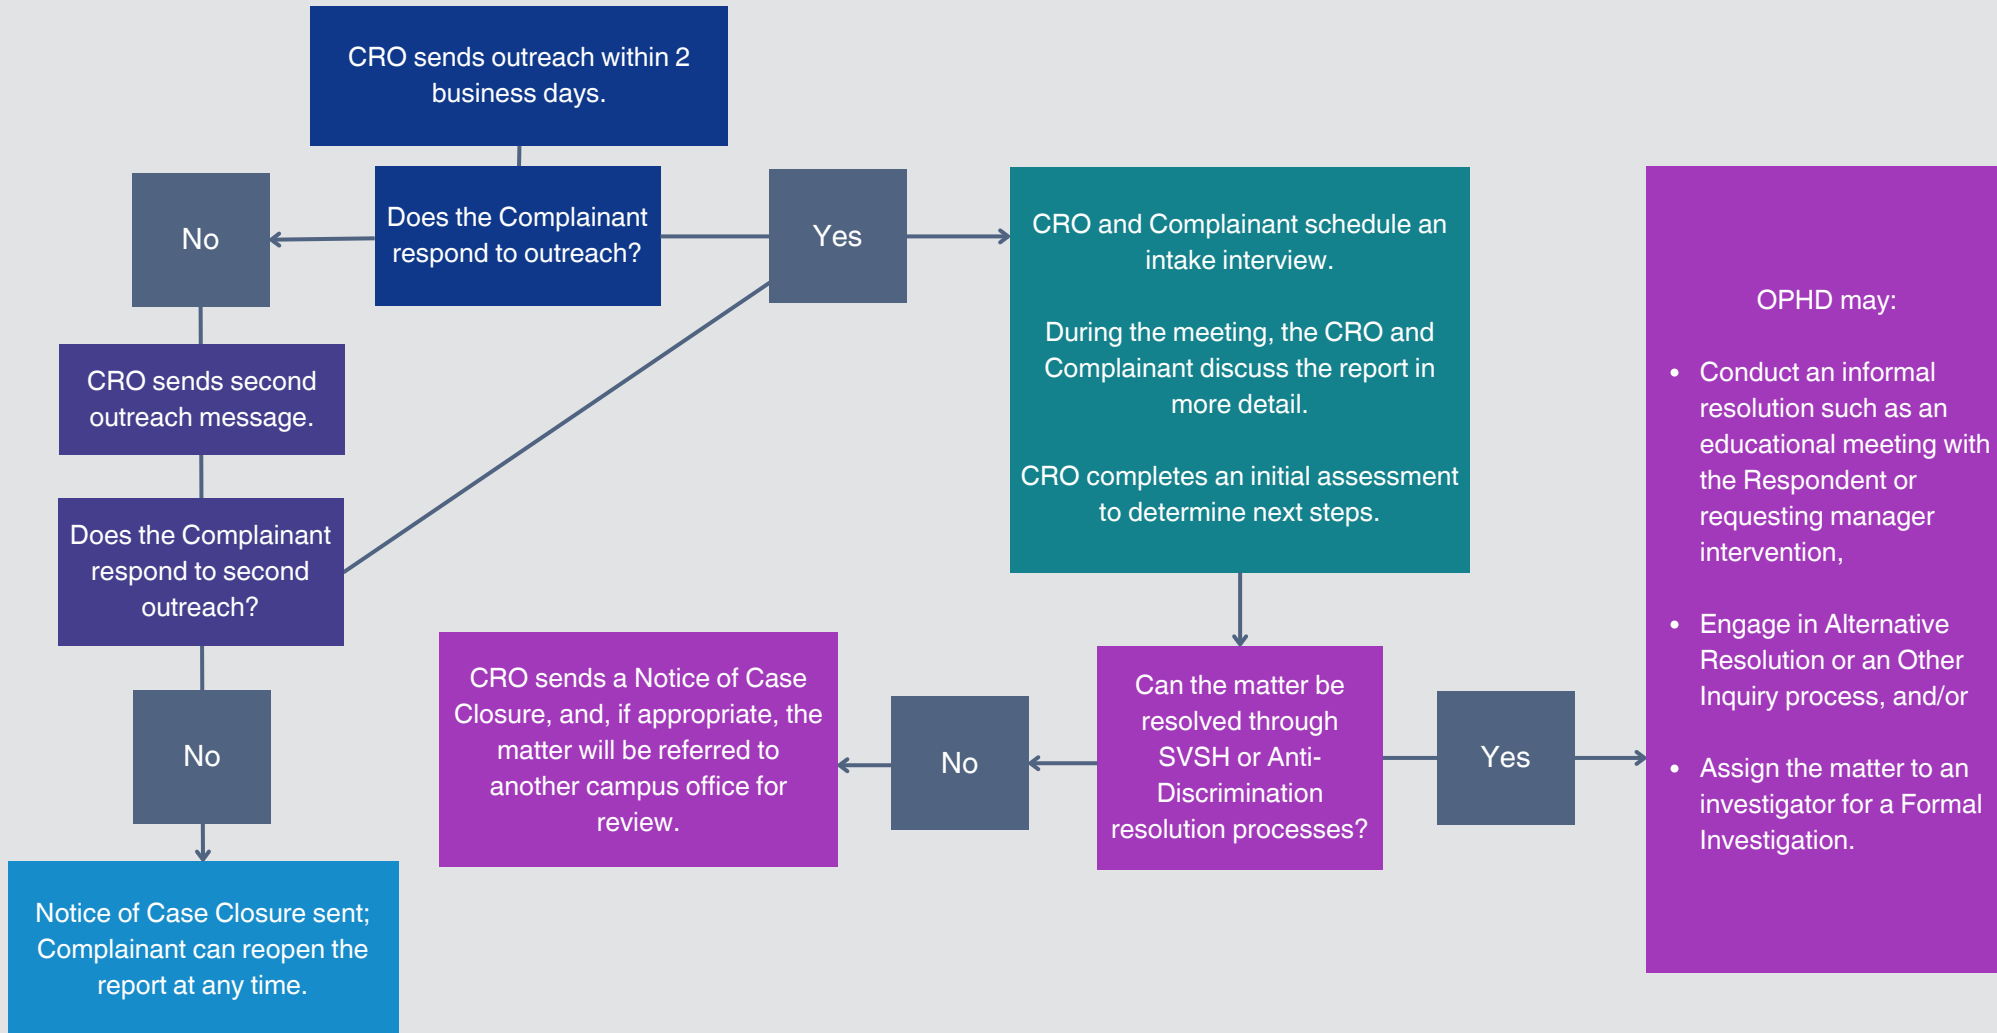 CRO sends outreach within 2
business days.
No
Does the Complainant
respond to outreach?
Yes
CRO and Complainant schedule an
intake interview.
During the meeting, the CRO and
Complainant discuss the report in
more detail.
CRO completes an initial assessment
to determine next steps.
CRO sends second
outreach message.
Does the Complainant
respond to second
outreach?
No
Notice of Case Closure sent;
Complainant can reopen the
report at any time.
CRO sends a Notice of Case
Closure, and, if appropriate, the
matter will be referred to
another campus office for
review.
No
Can the matter be
resolved through
SVSH or Anti-
Discrimination
resolution processes?
Yes
OPHD may:
• Conduct an informal
resolution such as an
educational meeting with
the Respondent or
requesting manager
intervention,
• Engage in Alternative
Resolution or an Other
Inquiry process, and/or
• Assign the matter to an
investigator for a Formal
Investigation.